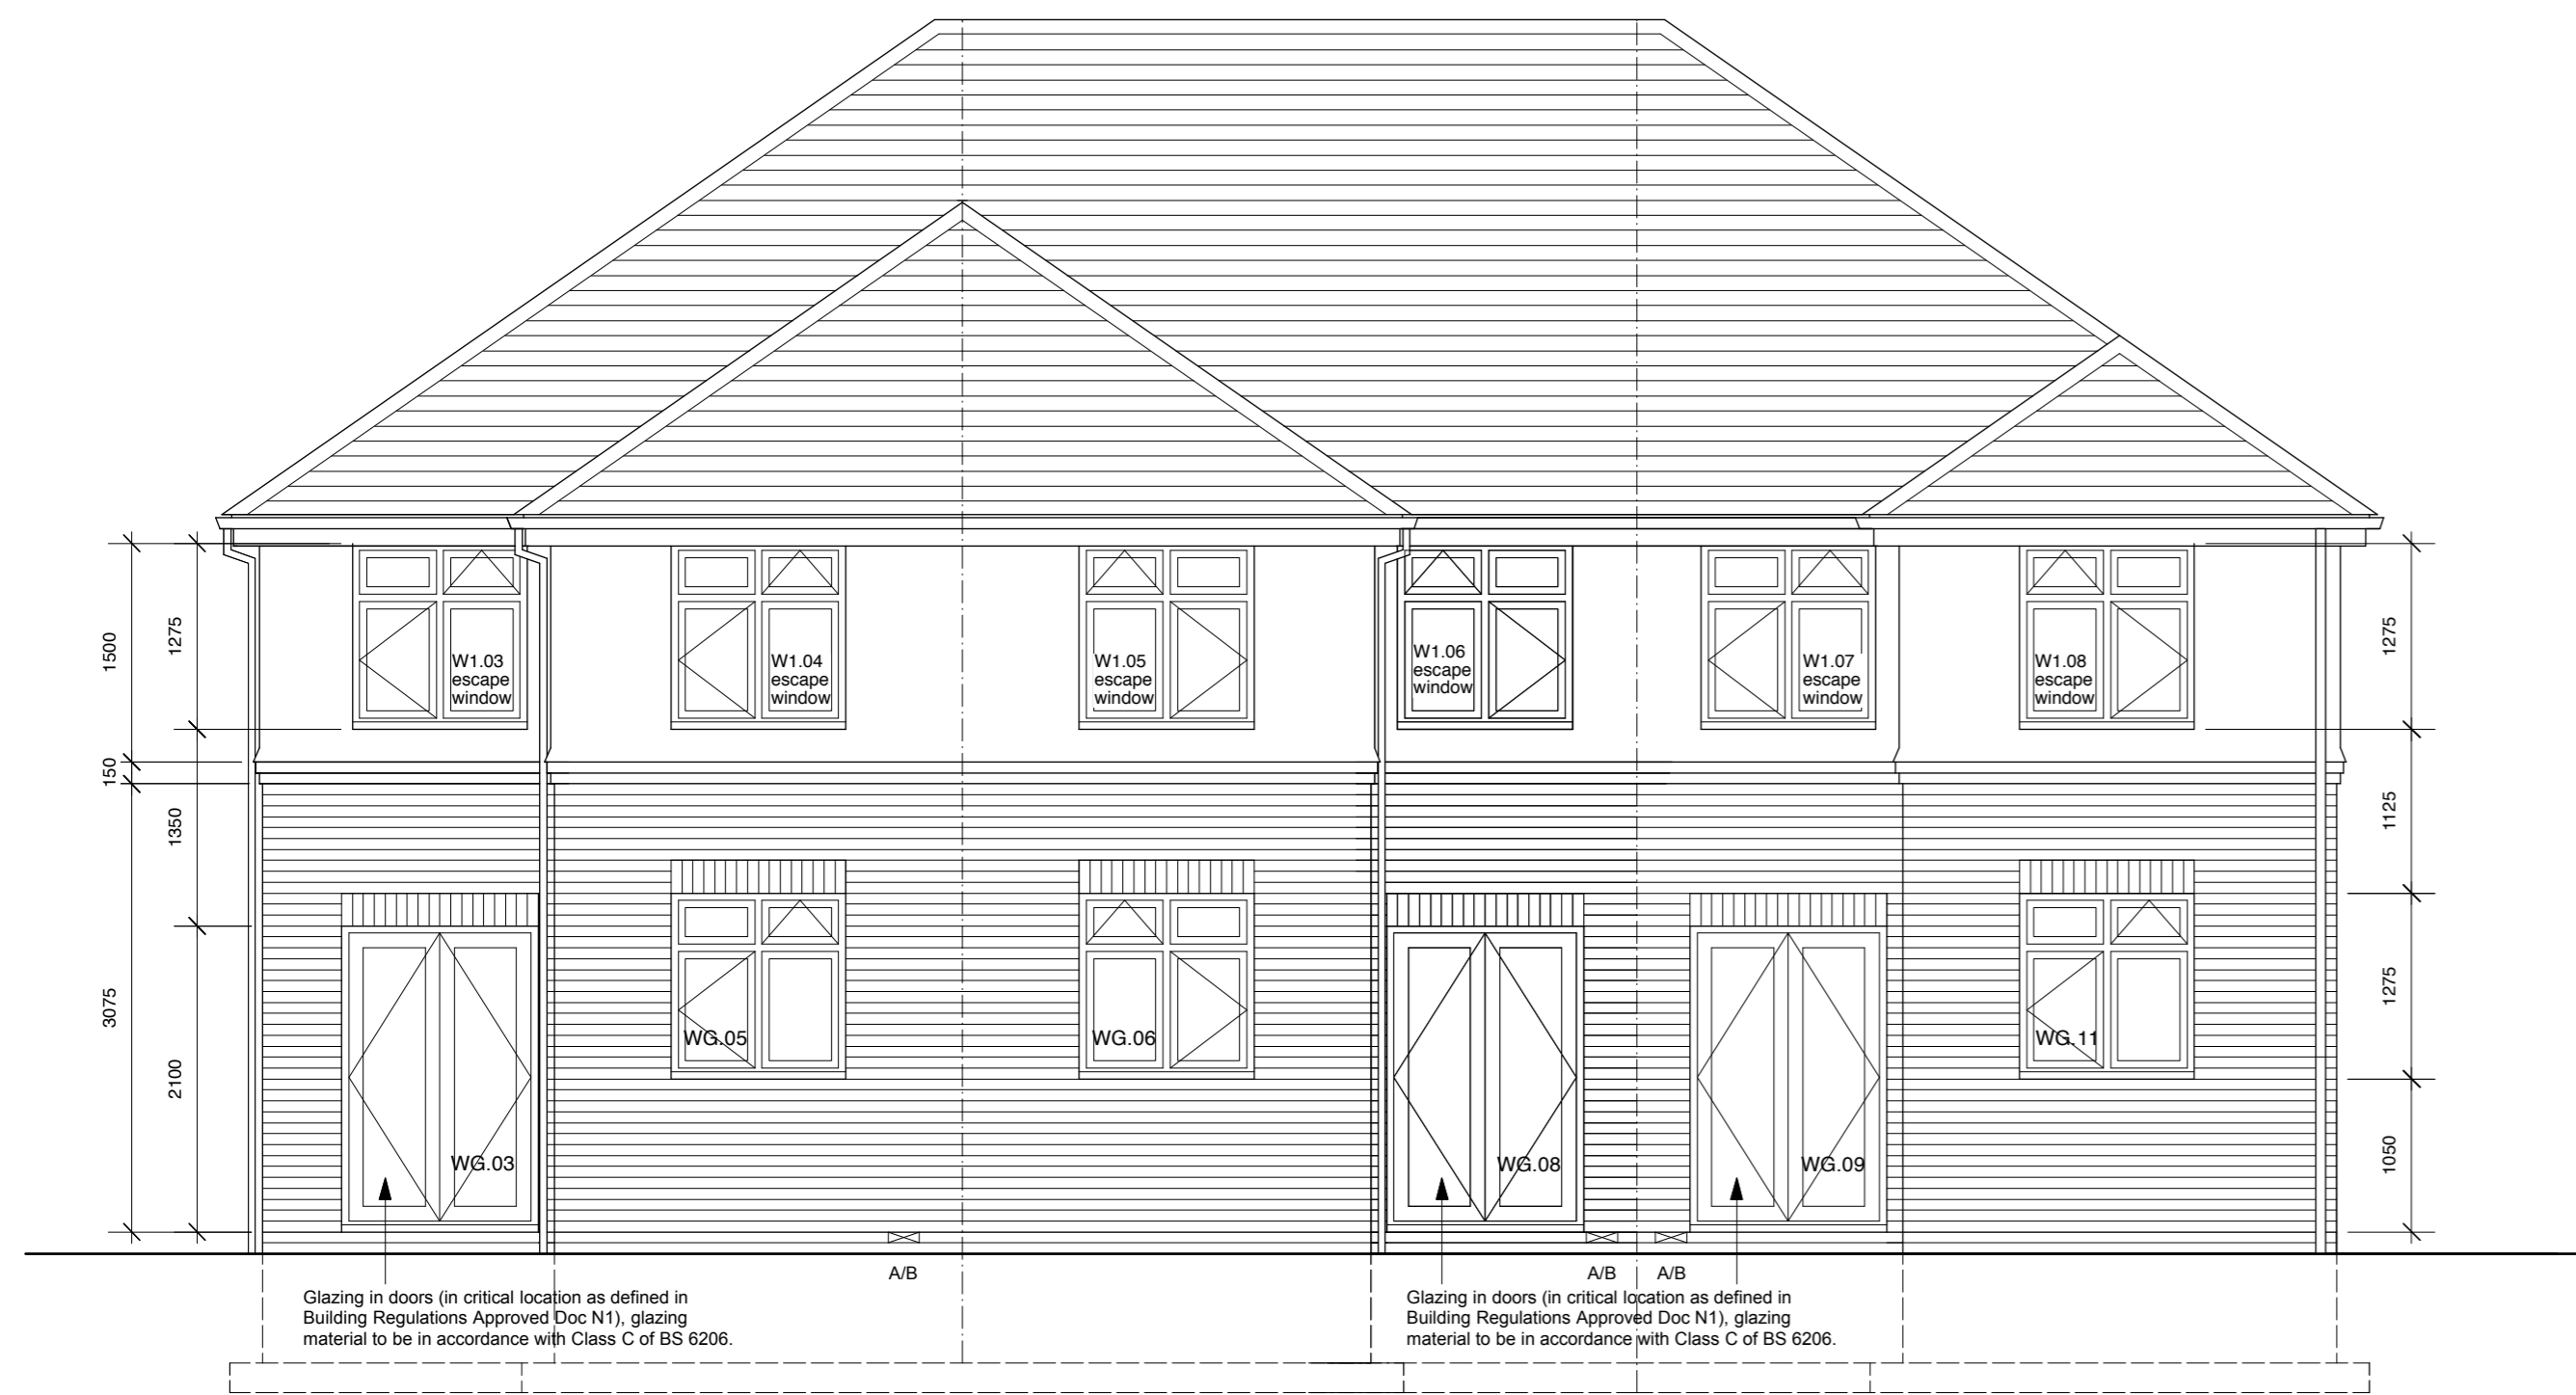 W1.03
escape
window
W1.04
escape
window
W1.05
escape
window
W1.06
escape
window
W1.07
escape
window
W1.08
escape
window
1500
1275
150
1350
3075
2100
1275
1125
1275
1050
WG.05
WG.06
WG.11
WG.03
WG.08
WG.09
A/B
A/B
A/B
Glazing in doors (in critical location as defined in
Building Regulations Approved Doc N1), glazing
material to be in accordance with Class C of BS 6206.
Glazing in doors (in critical location as defined in
Building Regulations Approved Doc N1), glazing
material to be in accordance with Class C of BS 6206.